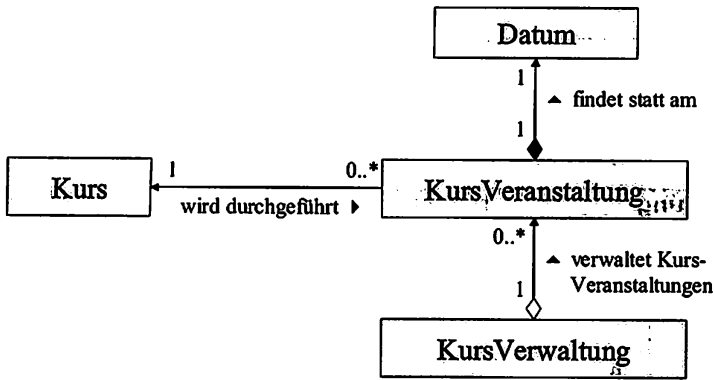 Datum
1
▲ findet statt am
1
Kurs
1
0..*
wird durchgeführt ▶
KursVeranstaltung
0..*
▲ verwaltet Kurs-
Veranstaltungen
1
KursVerwaltung